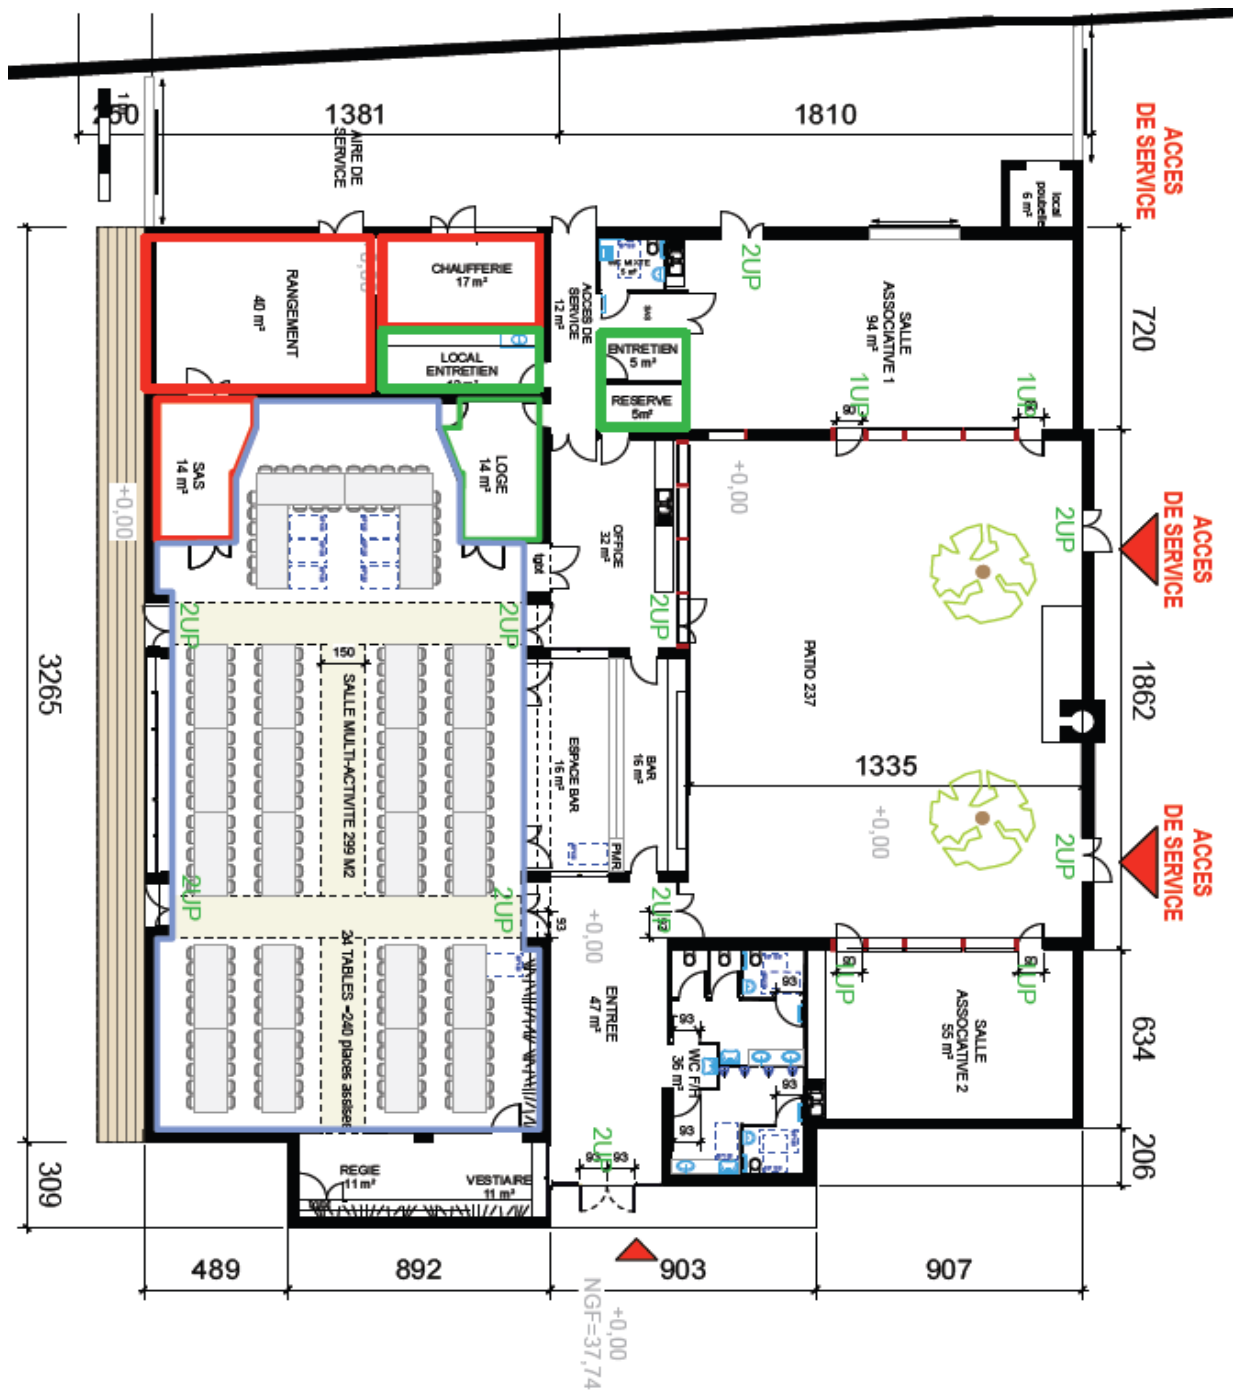 260
1381
1810
ACCES
DE SERVICE
AIRE DE
SERVICE
local
poubelle
6 m²
RANGEMENT
40 m²
CHAUFFERIE
17 m²
LOCAL
ENTRETIEN
ACCES DE
SERVICE
12 m²
SAS
ENTRETIEN
5 m²
RESERVE
5m²
2UP
SALLE
ASSOCIATIVE 1
94 m²
720
1UP
1UP
90
90
SAS
14 m²
LOGE
14 m²
+0,00
+0,00
OFFICE
32 m²
tgbt
2UP
ACCES
DE SERVICE
2UP
2UP
2UP
150
3265
SALLE MULTI-ACTIVITE 299 M2
ESPACE BAR
16 m²
BAR
16 m²
PATIO 237
1862
1335
+0,00
PMR
2UP
ACCES
DE SERVICE
2UP
2UP
2UP
93
93
+0,00
24 TABLES =240 places assises
ENTREE
47 m²
93
93
WC F/H
36 m²
93
93
1UP
1UP
SALLE
ASSOCIATIVE 2
55 m²
634
2UP
93
93
206
REGIE
11 m²
VESTIAIRE
11 m²
309
489
892
903
907
+0,00
NGF=37,74